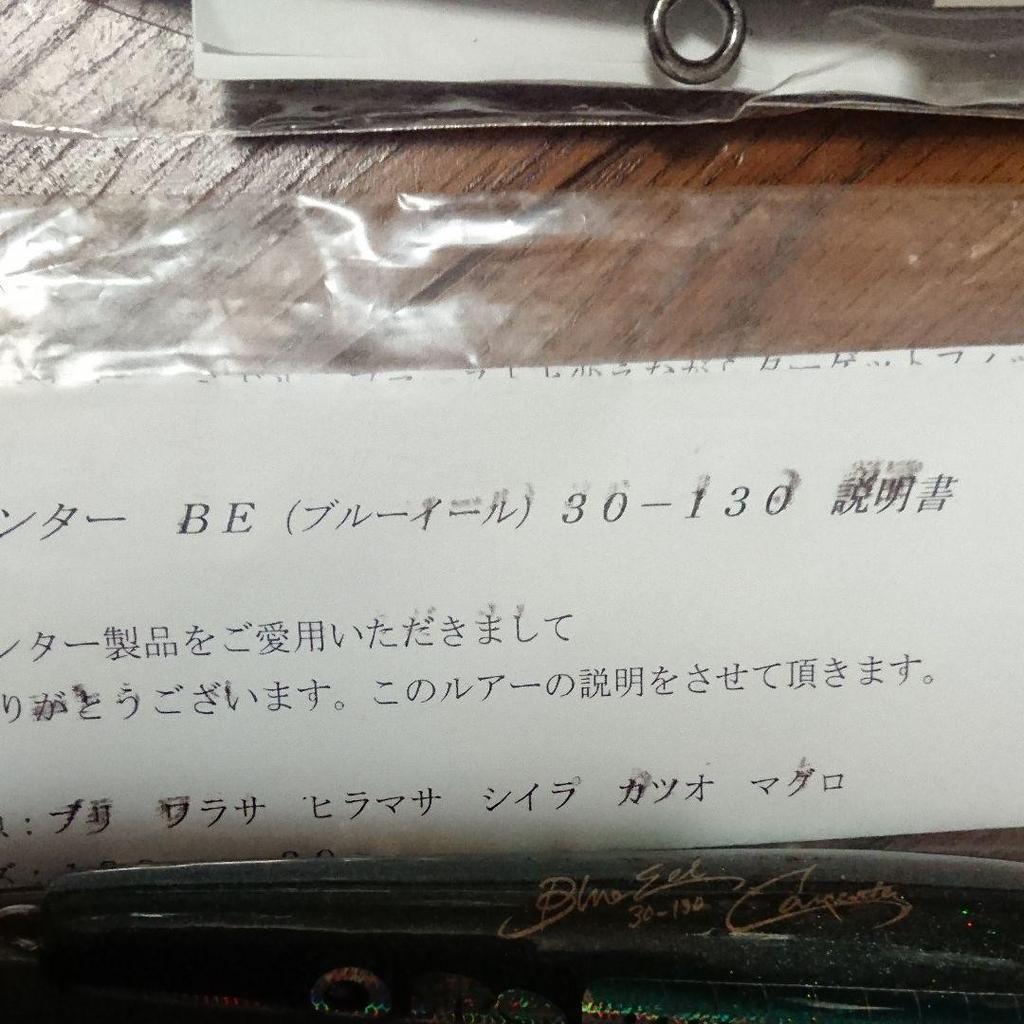 ンター BE(ブルーイール)30-130 説明書
ンター製品をご愛用いただきまして
りがとうございます。このルアーの説明をさせて頂きます。
:ブリ ワラサ ヒラマサ シイラ カツオ マグロ
Blue Eel Carpenter
30-130